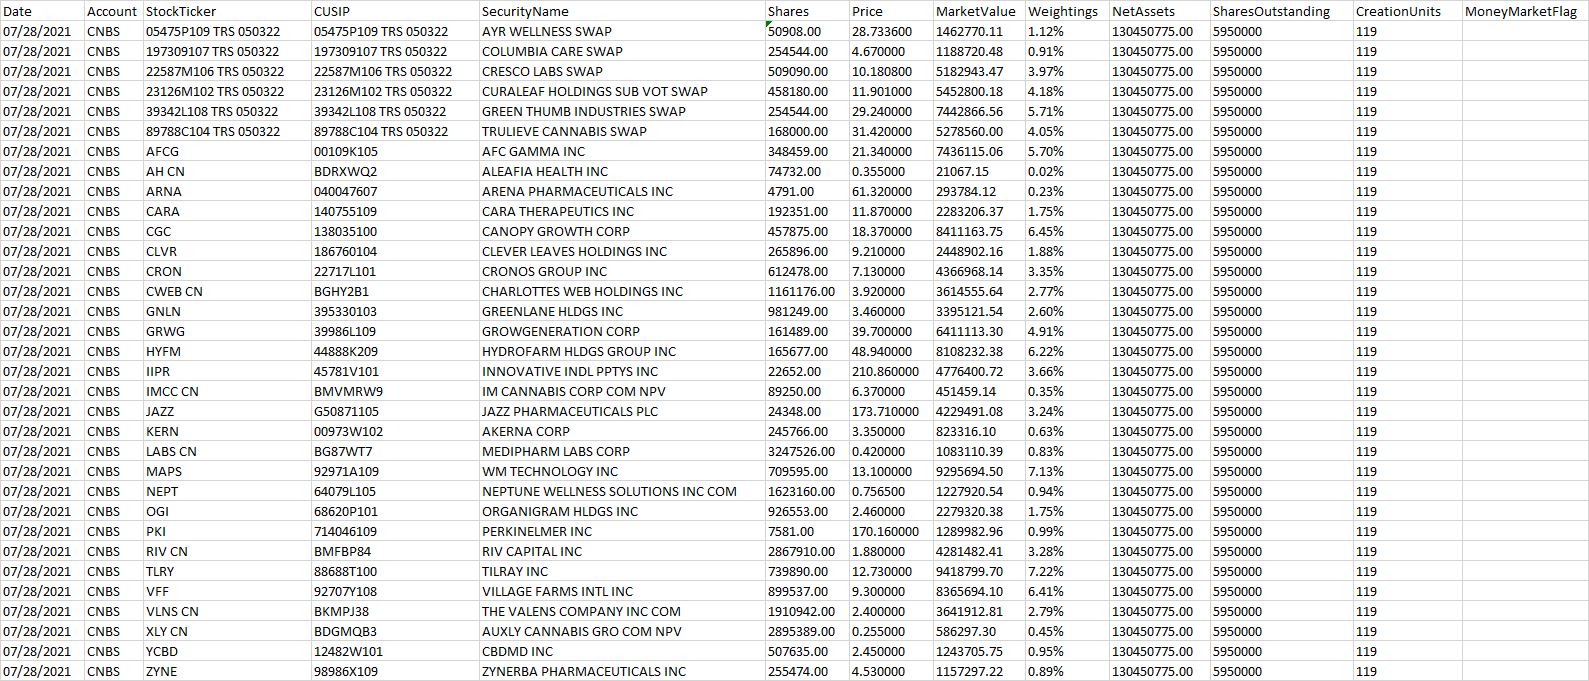 Date Account StockTicker CUSIP SecurityName Shares Price MarketValue Weightings NetAssets SharesOutstanding CreationUnits MoneyMarketFlag
07/28/2021 CNBS 05475P109 TRS 050322 05475P109 TRS 050322 AYR WELLNESS SWAP 50908.00 28.733600 1462770.11 1.12% 130450775.00 5950000 119
07/28/2021 CNBS 197309107 TRS 050322 197309107 TRS 050322 COLUMBIA CARE SWAP 254544.00 4.670000 1188720.48 0.91% 130450775.00 5950000 119
07/28/2021 CNBS 22587M106 TRS 050322 22587M106 TRS 050322 CRESCO LABS SWAP 509090.00 10.180800 5182943.47 3.97% 130450775.00 5950000 119
07/28/2021 CNBS 23126M102 TRS 050322 23126M102 TRS 050322 CURALEAF HOLDINGS SUB VOT SWAP 458180.00 11.901000 5452800.18 4.18% 130450775.00 5950000 119
07/28/2021 CNBS 39342L108 TRS 050322 39342L108 TRS 050322 GREEN THUMB INDUSTRIES SWAP 254544.00 29.240000 7442866.56 5.71% 130450775.00 5950000 119
07/28/2021 CNBS 89788C104 TRS 050322 89788C104 TRS 050322 TRULIEVE CANNABIS SWAP 168000.00 31.420000 5278560.00 4.05% 130450775.00 5950000 119
07/28/2021 CNBS AFCG 00109K105 AFC GAMMA INC 348459.00 21.340000 7436115.06 5.70% 130450775.00 5950000 119
07/28/2021 CNBS AH CN BDRXWQ2 ALEAFIA HEALTH INC 74732.00 0.355000 21067.15 0.02% 130450775.00 5950000 119
07/28/2021 CNBS ARNA 040047607 ARENA PHARMACEUTICALS INC 4791.00 61.320000 293784.12 0.23% 130450775.00 5950000 119
07/28/2021 CNBS CARA 140755109 CARA THERAPEUTICS INC 192351.00 11.870000 2283206.37 1.75% 130450775.00 5950000 119
07/28/2021 CNBS CGC 138035100 CANOPY GROWTH CORP 457875.00 18.370000 8411163.75 6.45% 130450775.00 5950000 119
07/28/2021 CNBS CLVR 186760104 CLEVER LEAVES HOLDINGS INC 265896.00 9.210000 2448902.16 1.88% 130450775.00 5950000 119
07/28/2021 CNBS CRON 22717L101 CRONOS GROUP INC 612478.00 7.130000 4366968.14 3.35% 130450775.00 5950000 119
07/28/2021 CNBS CWEB CN BGHY2B1 CHARLOTTES WEB HOLDINGS INC 1161176.00 3.920000 3614555.64 2.77% 130450775.00 5950000 119
07/28/2021 CNBS GNLN 395330103 GREENLANE HLDGS INC 981249.00 3.460000 3395121.54 2.60% 130450775.00 5950000 119
07/28/2021 CNBS GRWG 39986L109 GROWGENERATION CORP 161489.00 39.700000 6411113.30 4.91% 130450775.00 5950000 119
07/28/2021 CNBS HYFM 44888K209 HYDROFARM HLDGS GROUP INC 165677.00 48.940000 8108232.38 6.22% 130450775.00 5950000 119
07/28/2021 CNBS IIPR 45781V101 INNOVATIVE INDL PPTYS INC 22652.00 210.860000 4776400.72 3.66% 130450775.00 5950000 119
07/28/2021 CNBS IMCC CN BMVMRW9 IM CANNABIS CORP COM NPV 89250.00 6.370000 451459.14 0.35% 130450775.00 5950000 119
07/28/2021 CNBS JAZZ G50871105 JAZZ PHARMACEUTICALS PLC 24348.00 173.710000 4229491.08 3.24% 130450775.00 5950000 119
07/28/2021 CNBS KERN 00973W102 AKERNA CORP 245766.00 3.350000 823316.10 0.63% 130450775.00 5950000 119
07/28/2021 CNBS LABS CN BG87WT7 MEDIPHARM LABS CORP 3247526.00 0.420000 1083110.39 0.83% 130450775.00 5950000 119
07/28/2021 CNBS MAPS 92971A109 WM TECHNOLOGY INC 709595.00 13.100000 9295694.50 7.13% 130450775.00 5950000 119
07/28/2021 CNBS NEPT 64079L105 NEPTUNE WELLNESS SOLUTIONS INC COM 1623160.00 0.756500 1227920.54 0.94% 130450775.00 5950000 119
07/28/2021 CNBS OGI 68620P101 ORGANIGRAM HLDGS INC 926553.00 2.460000 2279320.38 1.75% 130450775.00 5950000 119
07/28/2021 CNBS PKI 714046109 PERKINELMER INC 7581.00 170.160000 1289982.96 0.99% 130450775.00 5950000 119
07/28/2021 CNBS RIV CN BMFBP84 RIV CAPITAL INC 2867910.00 1.880000 4281482.41 3.28% 130450775.00 5950000 119
07/28/2021 CNBS TLRY 88688T100 TILRAY INC 739890.00 12.730000 9418799.70 7.22% 130450775.00 5950000 119
07/28/2021 CNBS VFF 92707Y108 VILLAGE FARMS INTL INC 899537.00 9.300000 8365694.10 6.41% 130450775.00 5950000 119
07/28/2021 CNBS VLNS CN BKMPJ38 THE VALENS COMPANY INC COM 1910942.00 2.400000 3641912.81 2.79% 130450775.00 5950000 119
07/28/2021 CNBS XLY CN BDGMQB3 AUXLY CANNABIS GRO COM NPV 2895389.00 0.255000 586297.30 0.45% 130450775.00 5950000 119
07/28/2021 CNBS YCBD 12482W101 CBDMD INC 507635.00 2.450000 1243705.75 0.95% 130450775.00 5950000 119
07/28/2021 CNBS ZYNE 98986X109 ZYNERBA PHARMACEUTICALS INC 255474.00 4.530000 1157297.22 0.89% 130450775.00 5950000 119